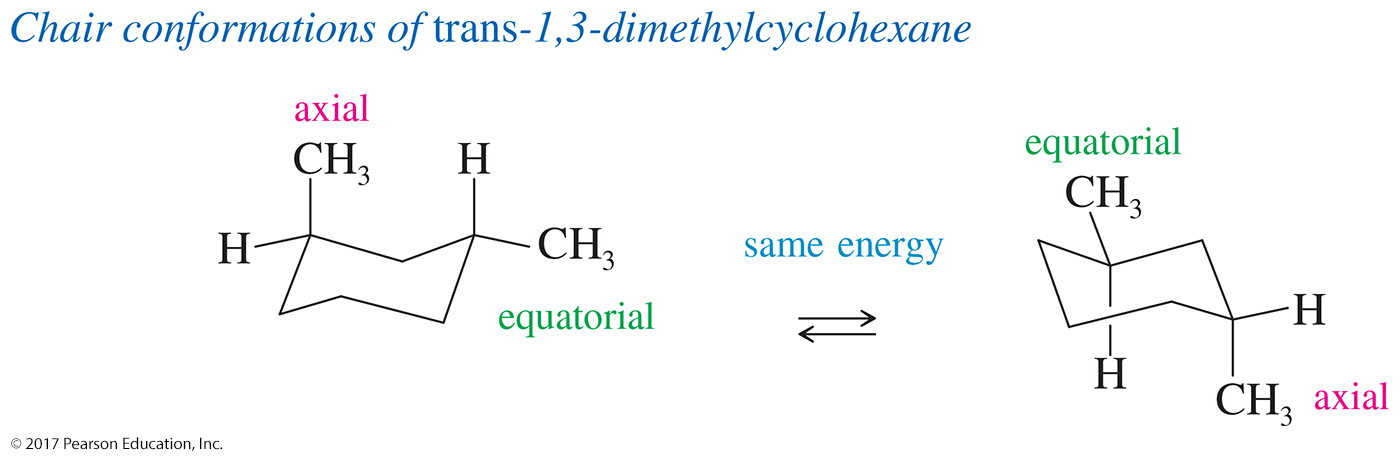 Chair conformations of trans-1,3-dimethylcyclohexane
axial
CH₃
H
H
CH₃
equatorial
same energy
equatorial
CH₃
H
H
CH₃ axial
© 2017 Pearson Education, Inc.